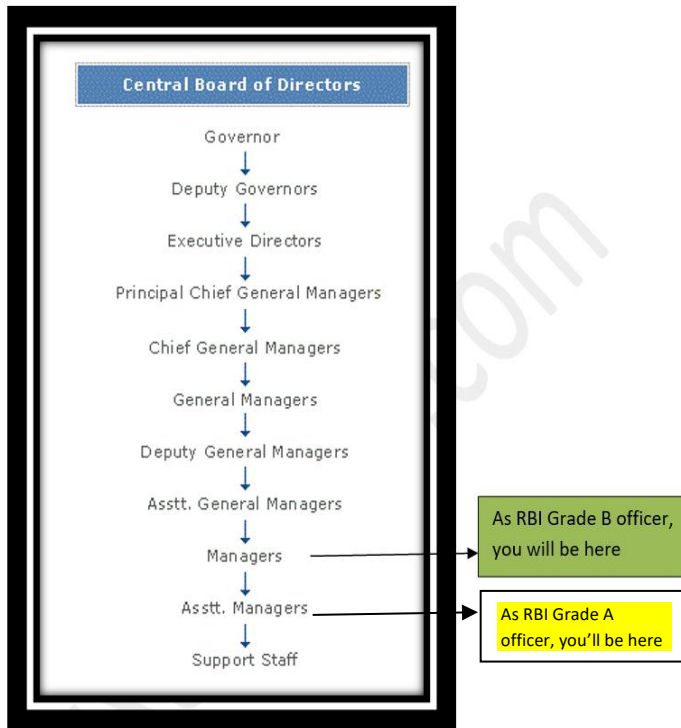 Central Board of Directors
Governor
Deputy Governors
Executive Directors
Principal Chief General Managers
Chief General Managers
General Managers
Deputy General Managers
Asstt. General Managers
Managers
Asstt. Managers
Support Staff
As RBI Grade B officer,
you will be here
As RBI Grade A
officer, you'll be here
com